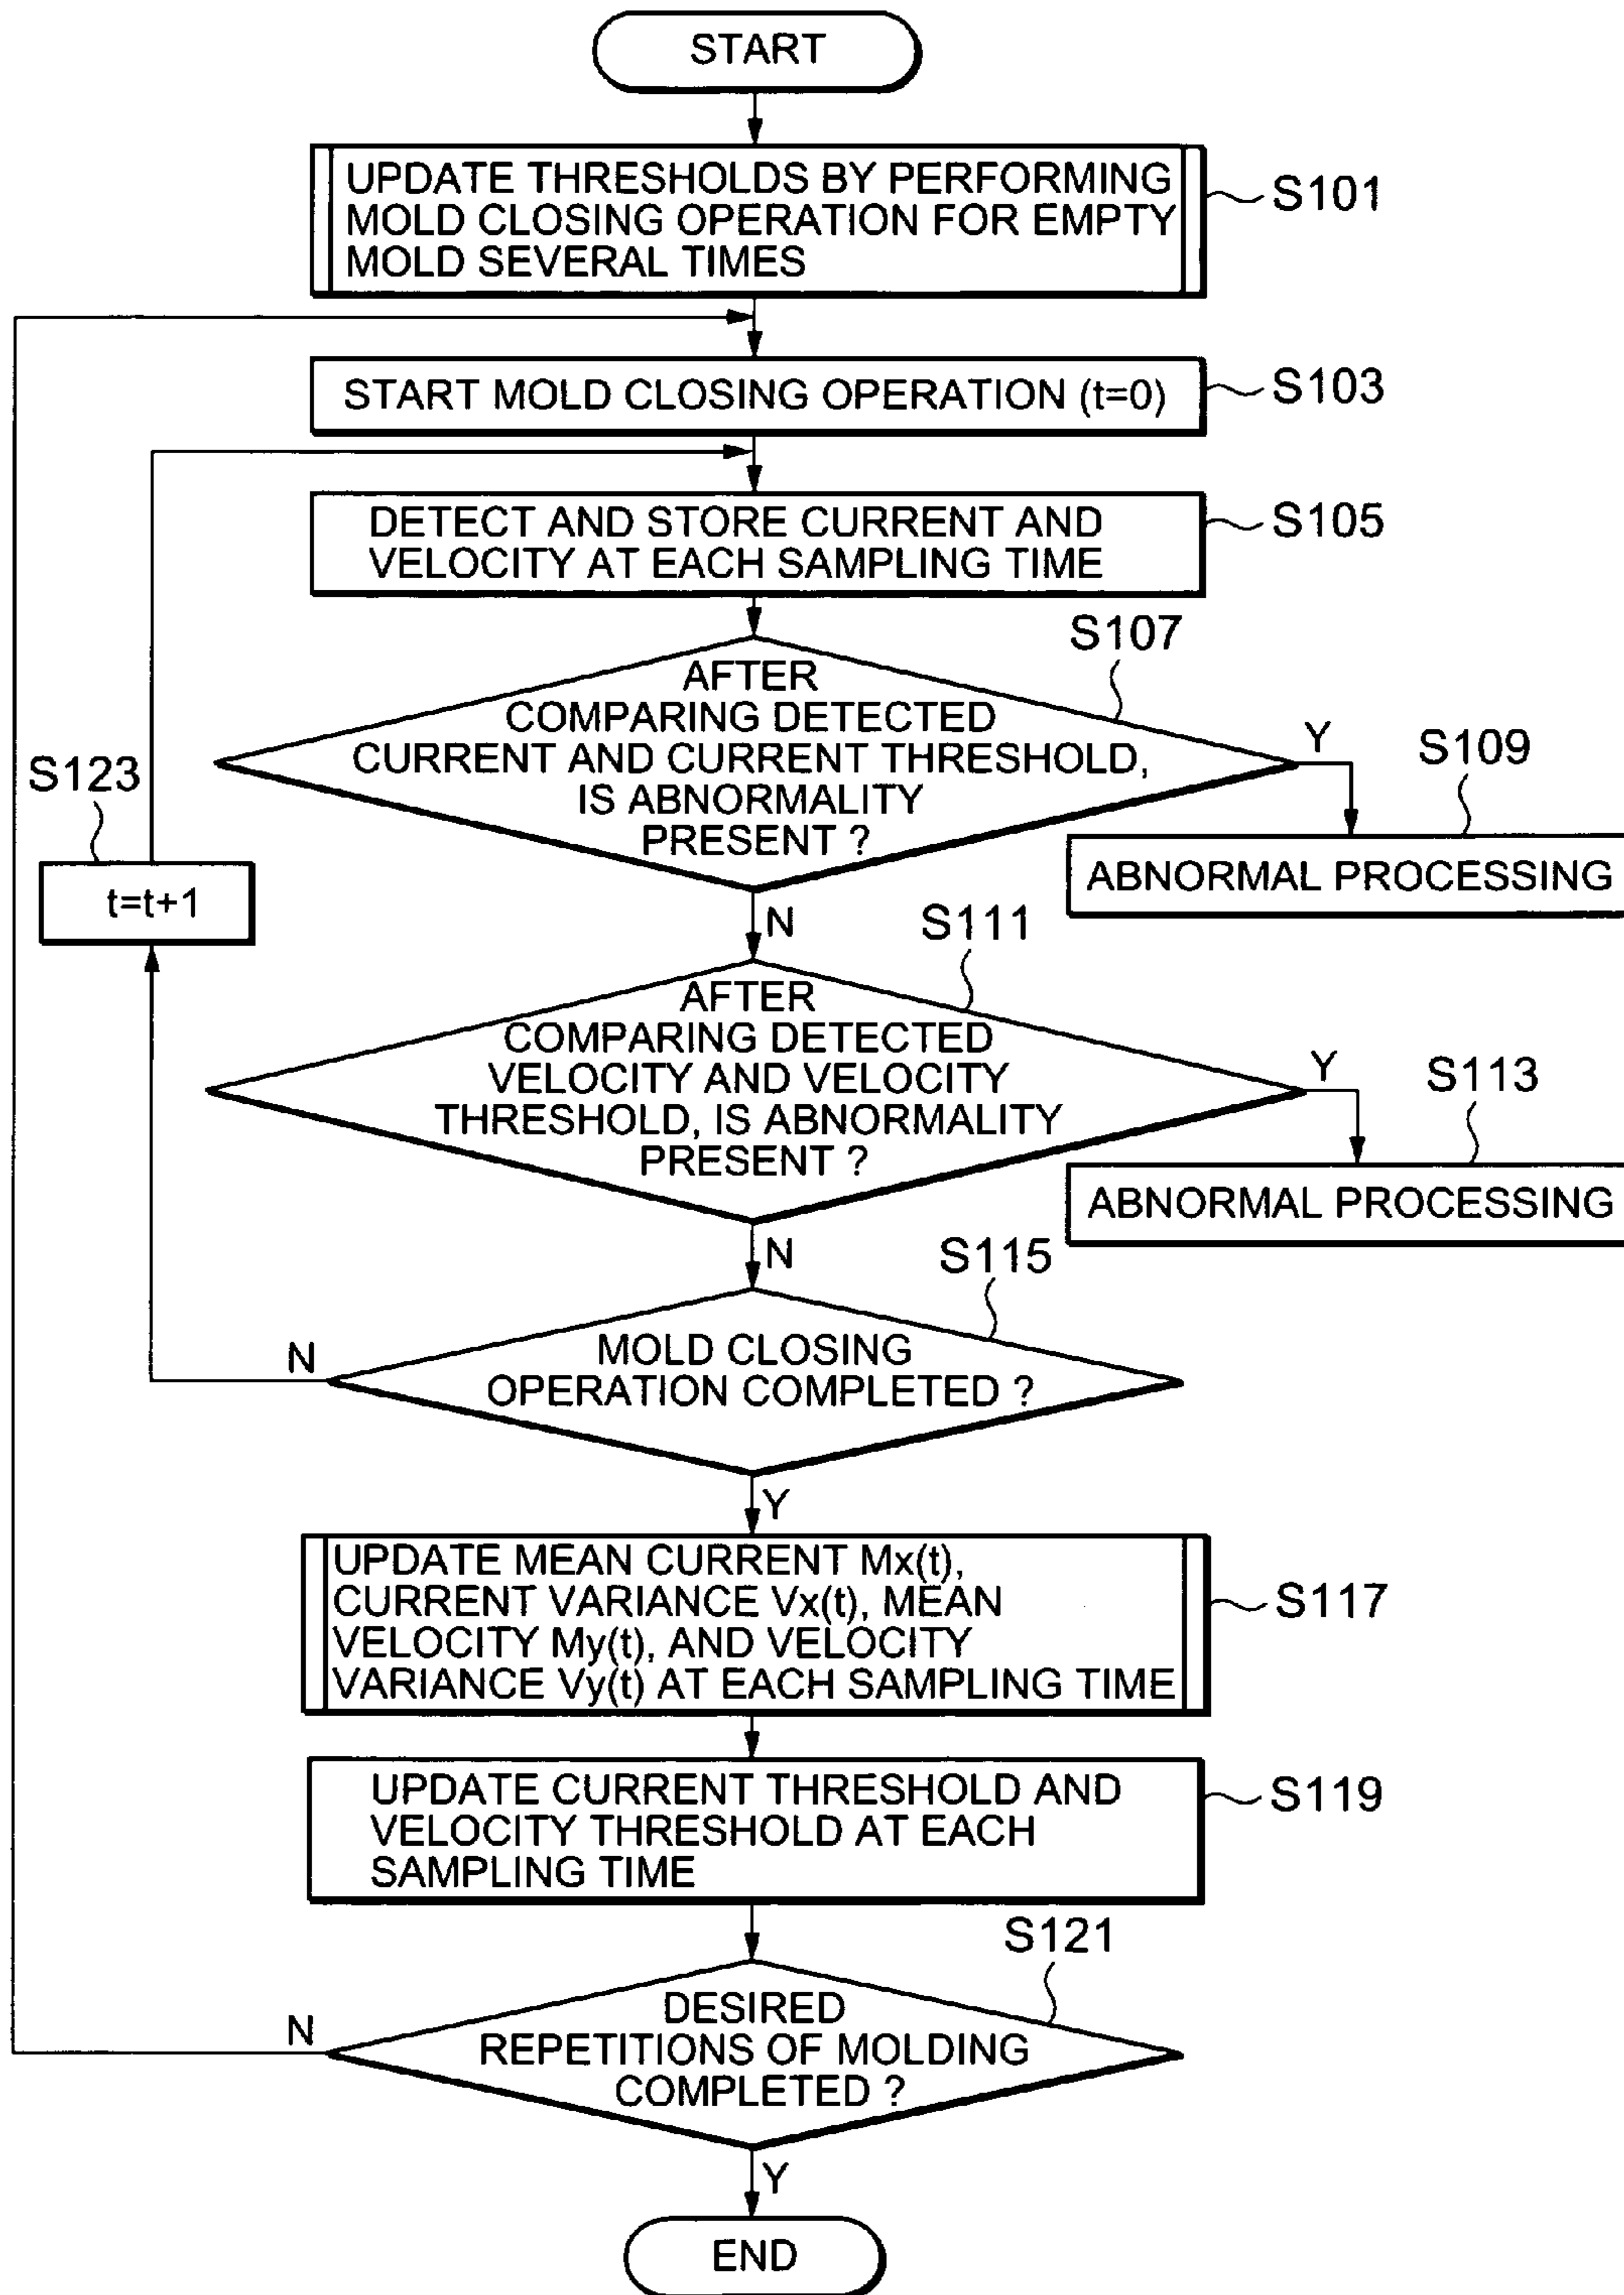 START
UPDATE THRESHOLDS BY PERFORMING
MOLD CLOSING OPERATION FOR EMPTY
MOLD SEVERAL TIMES
S101
START MOLD CLOSING OPERATION (t=0)
S103
DETECT AND STORE CURRENT AND
VELOCITY AT EACH SAMPLING TIME
S105
S107
AFTER
COMPARING DETECTED
CURRENT AND CURRENT THRESHOLD,
IS ABNORMALITY
PRESENT ?
Y
S109
ABNORMAL PROCESSING
S123
t=t+1
N
S111
AFTER
COMPARING DETECTED
VELOCITY AND VELOCITY
THRESHOLD, IS ABNORMALITY
PRESENT ?
Y
S113
ABNORMAL PROCESSING
N
S115
MOLD CLOSING
OPERATION COMPLETED ?
N
Y
UPDATE MEAN CURRENT Mx(t),
CURRENT VARIANCE Vx(t), MEAN
VELOCITY My(t), AND VELOCITY
VARIANCE Vy(t) AT EACH SAMPLING TIME
S117
UPDATE CURRENT THRESHOLD AND
VELOCITY THRESHOLD AT EACH
SAMPLING TIME
S119
S121
DESIRED
REPETITIONS OF MOLDING
COMPLETED ?
N
Y
END